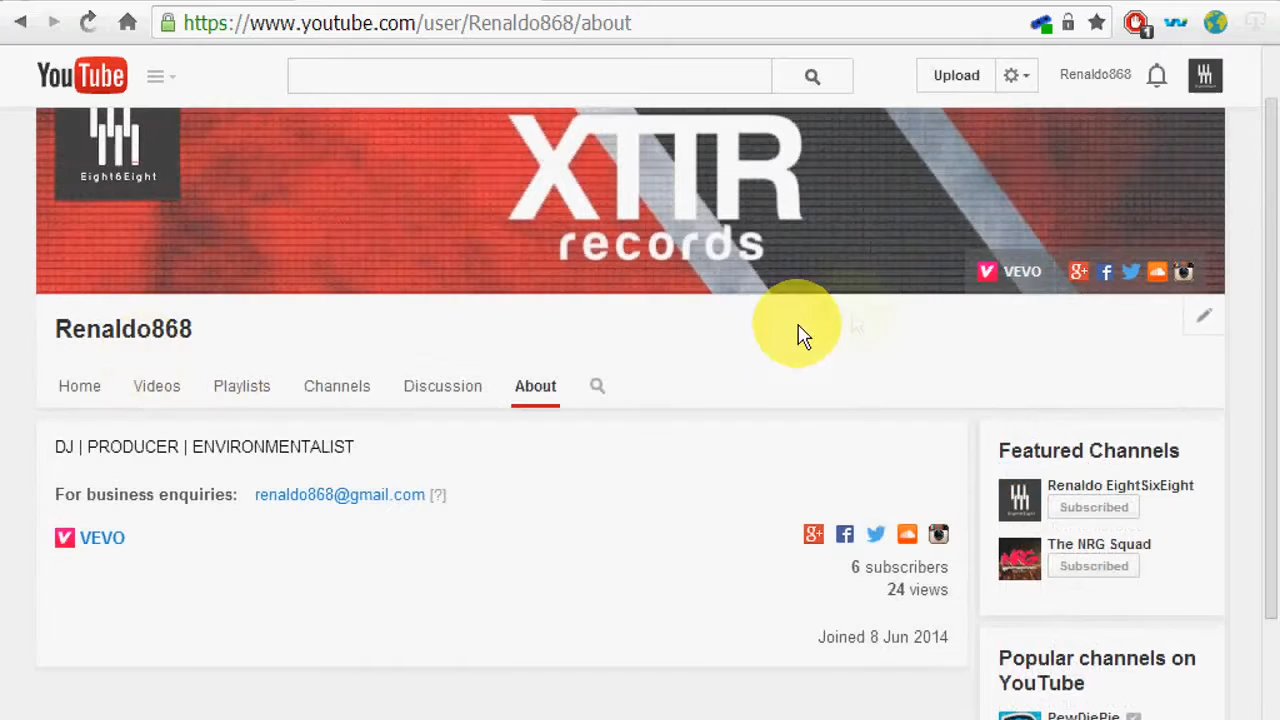 https://www.youtube.com/user/Renaldo868/about
1
YouTube
Upload
Renaldo868
Eight6Eight
XTTR
records
VEVO
Renaldo868
Home Videos Playlists Channels Discussion About
DJ | PRODUCER | ENVIRONMENTALIST
For business enquiries: renaldo868@gmail.com [?]
VEVO
6 subscribers
24 views
Joined 8 Jun 2014
Featured Channels
Renaldo EightSixEight
Subscribed
The NRG Squad
Subscribed
Popular channels on
YouTube
PewDiePie